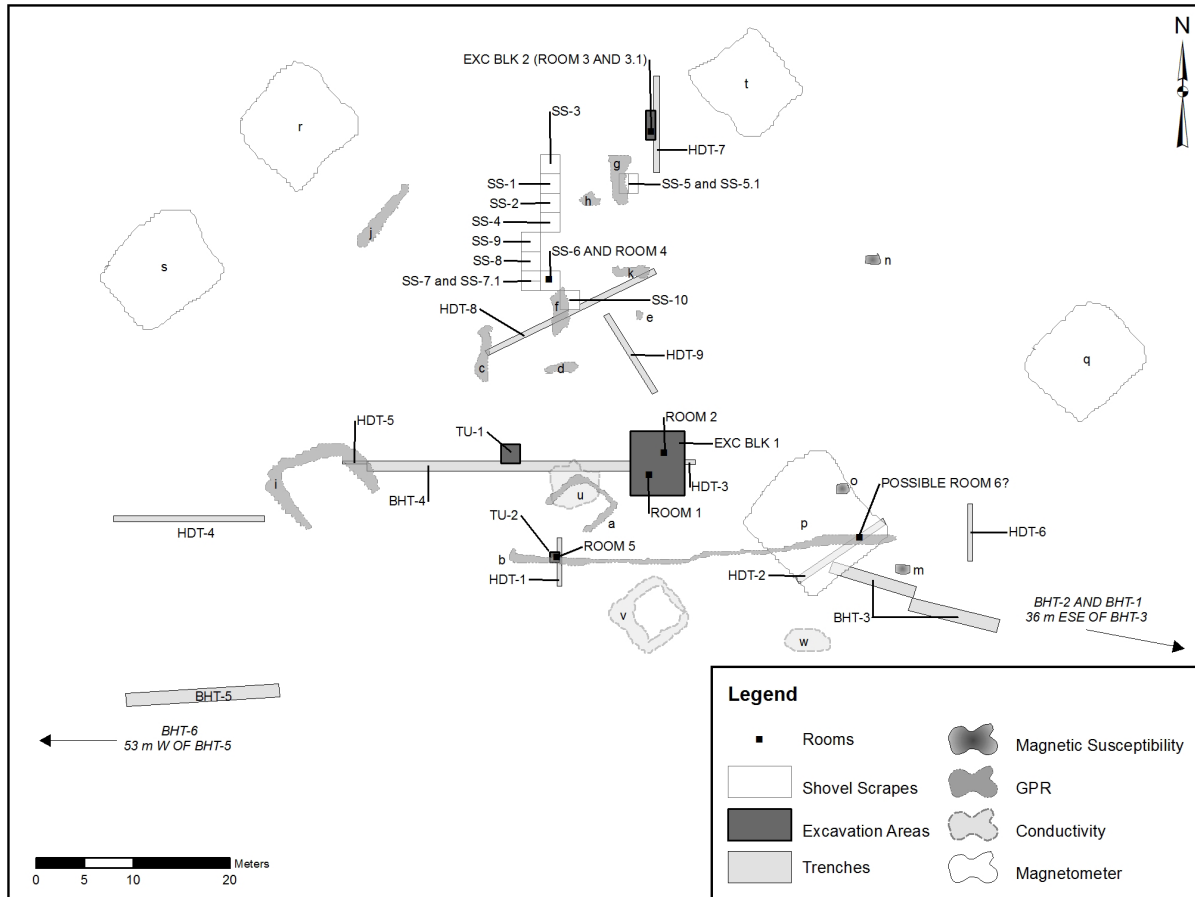 N
EXC BLK 2 (ROOM 3 AND 3.1)
t
SS-3
r
HDT-7
g
SS-1
SS-5 and SS-5.1
SS-2
h
SS-4
j
SS-9
SS-6 AND ROOM 4
s
SS-8
n
k
SS-7 and SS-7.1
SS-10
f
HDT-8
e
HDT-9
q
c
d
ROOM 2
HDT-5
TU-1
EXC BLK 1
HDT-3
o
POSSIBLE ROOM 6?
i
u
BHT-4
ROOM 1
a
p
HDT-4
TU-2
ROOM 5
HDT-6
b
HDT-1
HDT-2
m
v
BHT-3
w
BHT-2 AND BHT-1
36 m ESE OF BHT-3
BHT-5
BHT-6
53 m W OF BHT-5
Legend
Rooms
Magnetic Susceptibility
Shovel Scrapes
GPR
Excavation Areas
Conductivity
Trenches
Magnetometer
Meters
0 5 10 20